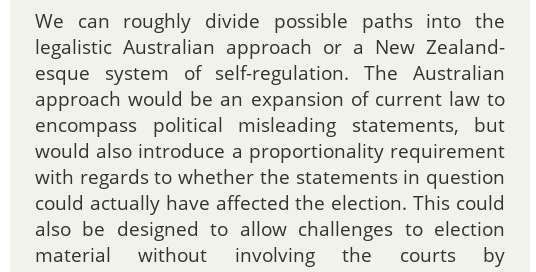 We can roughly divide possible paths into the
legalistic Australian approach or a New Zealand-
esque system of self-regulation. The Australian
approach would be an expansion of current law to
encompass political misleading statements, but
would also introduce a proportionality requirement
with regards to whether the statements in question
could actually have affected the election. This could
also be designed to allow challenges to election
material without involving the courts by